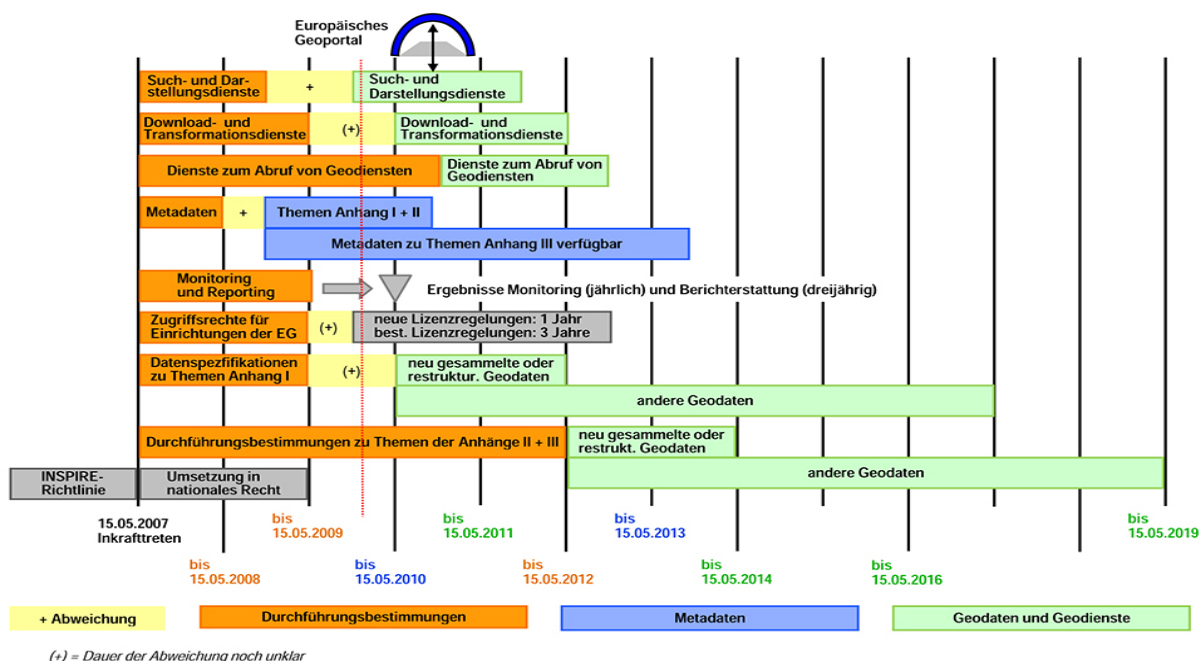 Europäisches
Geoportal
Such- und Dar-
stellungsdienste
+
Such- und
Darstellungsdienste
Download- und
Transformationsdienste
(+)
Download- und
Transformationsdienste
Dienste zum Abruf von Geodiensten
Dienste zum Abruf von
Geodiensten
Metadaten
+
Themen Anhang I + II
Metadaten zu Themen Anhang III verfügbar
Monitoring
und Reporting
Ergebnisse Monitoring (jährlich) und Berichterstattung (dreijährig)
Zugriffsrechte für
Einrichtungen der EG
(+)
neue Lizenzregelungen: 1 Jahr
best. Lizenzregelungen: 3 Jahre
Datenspezfifikationen
zu Themen Anhang I
(+)
neu gesammelte oder
restruktur. Geodaten
andere Geodaten
Durchführungsbestimmungen zu Themen der Anhänge II + III
neu gesammelte oder
restrukt. Geodaten
andere Geodaten
INSPIRE-
Richtlinie
Umsetzung in
nationales Recht
15.05.2007
Inkrafttreten
bis
15.05.2008
bis
15.05.2009
bis
15.05.2010
bis
15.05.2011
bis
15.05.2012
bis
15.05.2013
bis
15.05.2014
bis
15.05.2016
bis
15.05.2019
+ Abweichung
Durchführungsbestimmungen
Metadaten
Geodaten und Geodienste
(+) = Dauer der Abweichung noch unklar